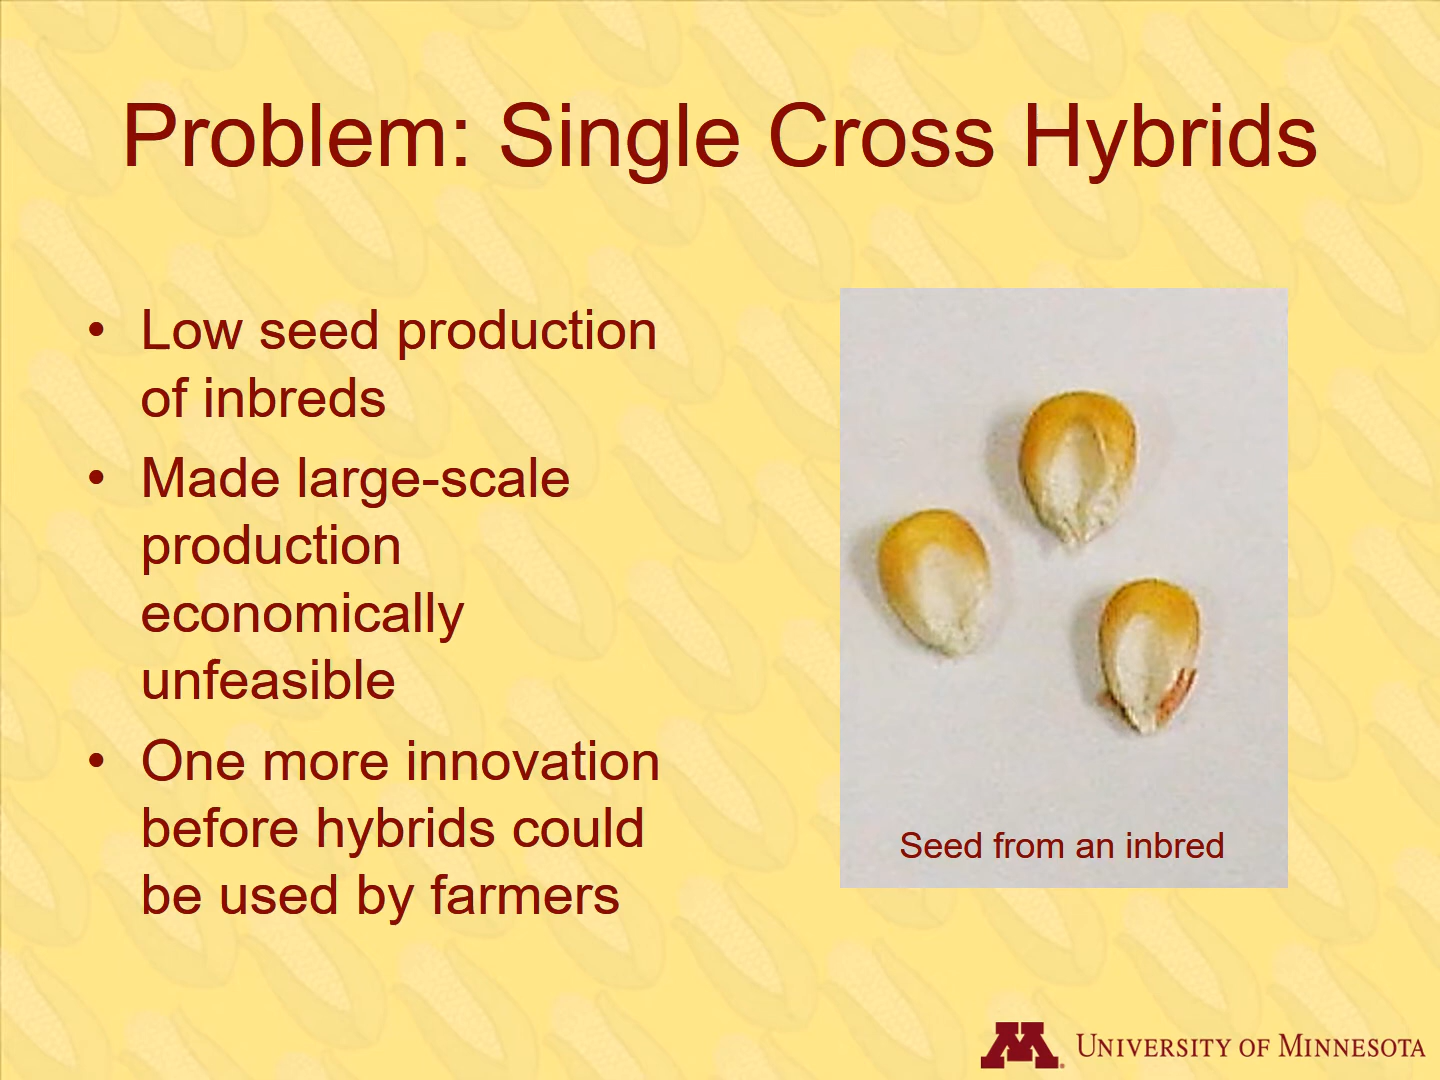 Problem: Single Cross Hybrids
• Low seed production
of inbreds
• Made large-scale
production
economically
unfeasible
• One more innovation
before hybrids could
be used by farmers
Seed from an inbred
M
UNIVERSITY OF MINNESOTA